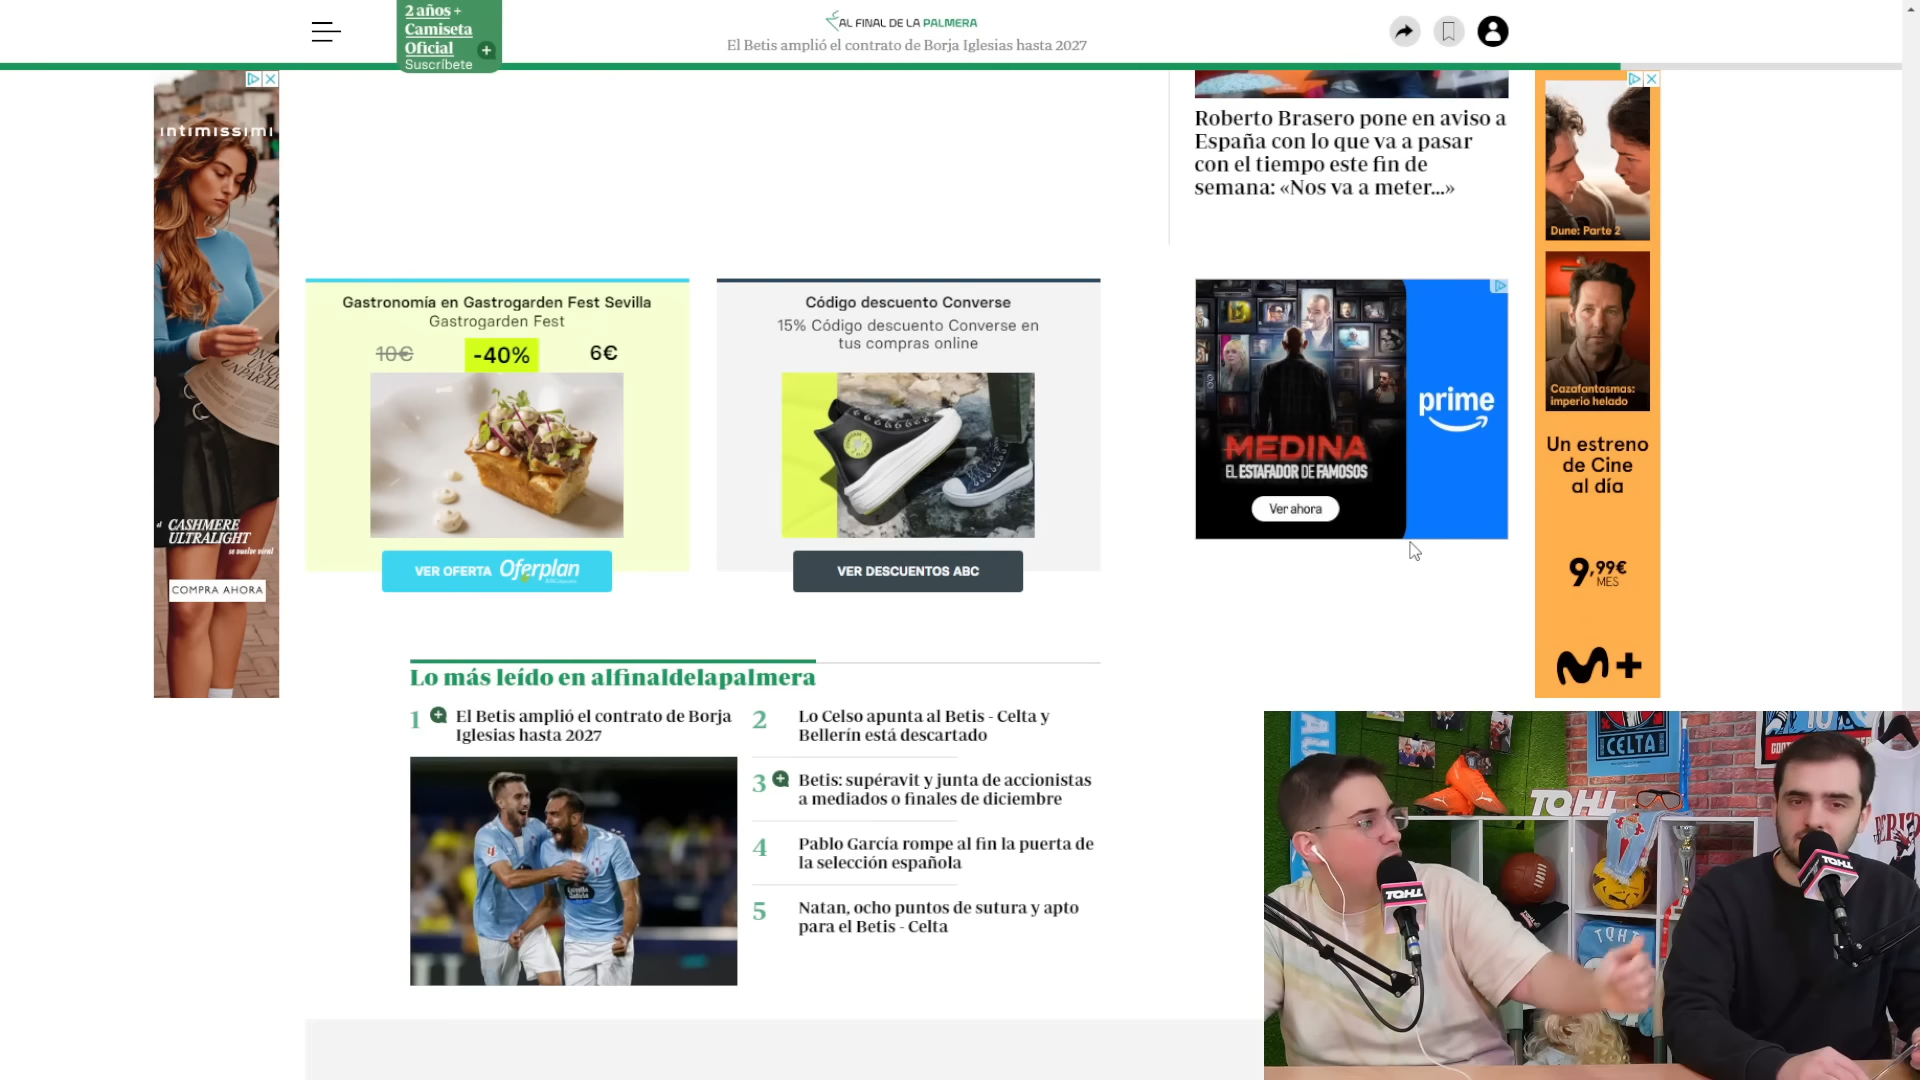 2 años +
Camiseta
Oficial
Suscríbete
AL FINAL DE LA PALMERA
El Betis amplió el contrato de Borja Iglesias hasta 2027
intimissimi
CASHMERE
ULTRALIGHT
se vuelve viral
COMPRA AHORA
Roberto Brasero pone en aviso a
España con lo que va a pasar
con el tiempo este fin de
semana: «Nos va a meter...»
Gastronomía en Gastrogarden Fest Sevilla
Gastrogarden Fest
10€
-40%
6€
VER OFERTA Oferplan
Código descuento Converse
15% Código descuento Converse en
tus compras online
VER DESCUENTOS ABC
MEDINA
EL ESTAFADOR DE FAMOSOS
Ver ahora
prime
Dune: Parte 2
Cazafantasmas:
imperio helado
Un estreno
de Cine
al día
9,99€
MES
M+
Lo más leído en alfinaldelapalmera
1 El Betis amplió el contrato de Borja
Iglesias hasta 2027
2 Lo Celso apunta al Betis - Celta y
Bellerín está descartado
3 Betis: supéravit y junta de accionistas
a mediados o finales de diciembre
4 Pablo García rompe al fin la puerta de
la selección española
5 Natan, ocho puntos de sutura y apto
para el Betis - Celta
CELTA
TQHT
TQHT
TQHT
TQHT